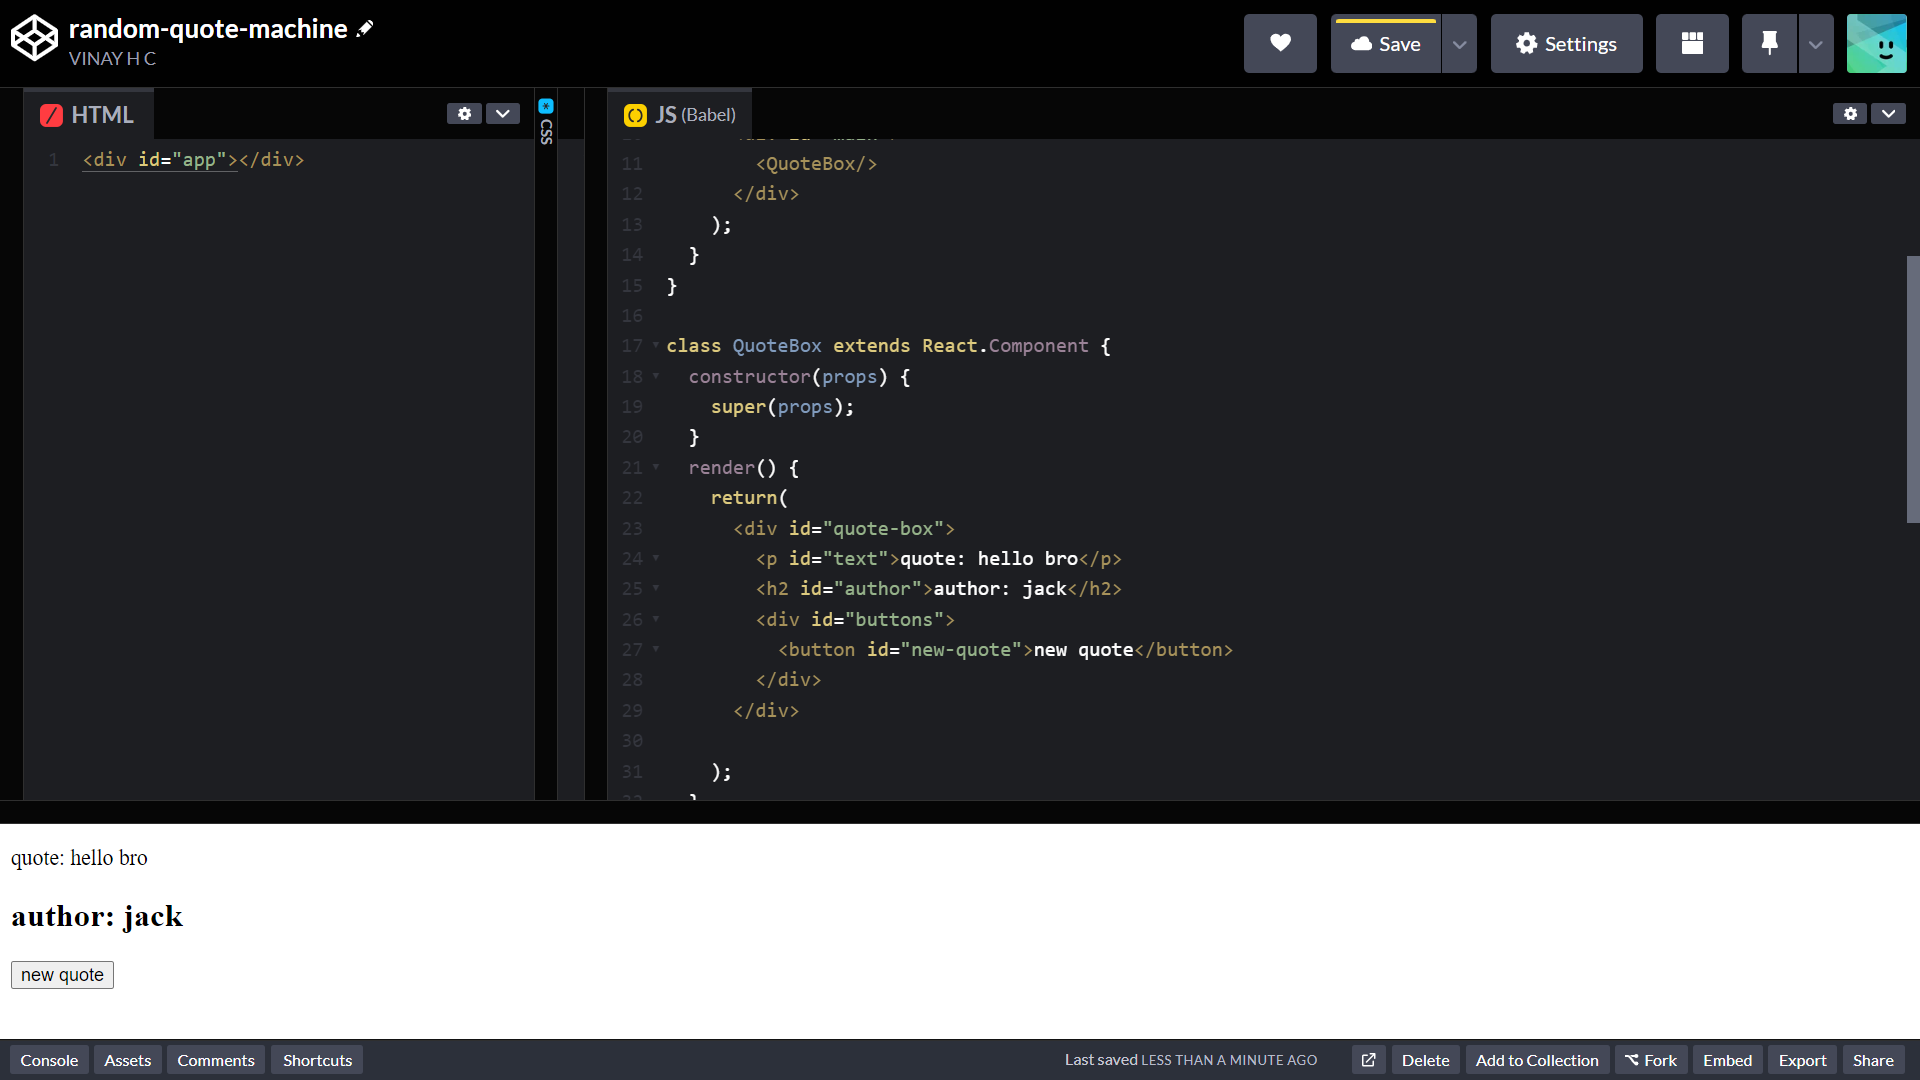 random-quote-machine
VINAY H C
Save
Settings
HTML
CSS
JS (Babel)
1 <div id="app"></div>
11 <QuoteBox/>
12 </div>
13 );
14 }
15 }
16
17 class QuoteBox extends React.Component {
18 constructor(props) {
19 super(props);
20 }
21 render() {
22 return(
23 <div id="quote-box">
24 <p id="text">quote: hello bro</p>
25 <h2 id="author">author: jack</h2>
26 <div id="buttons">
27 <button id="new-quote">new quote</button>
28 </div>
29 </div>
30
31 );
quote: hello bro
author: jack
new quote
Console Assets Comments Shortcuts Last saved LESS THAN A MINUTE AGO Delete Add to Collection Fork Embed Export Share